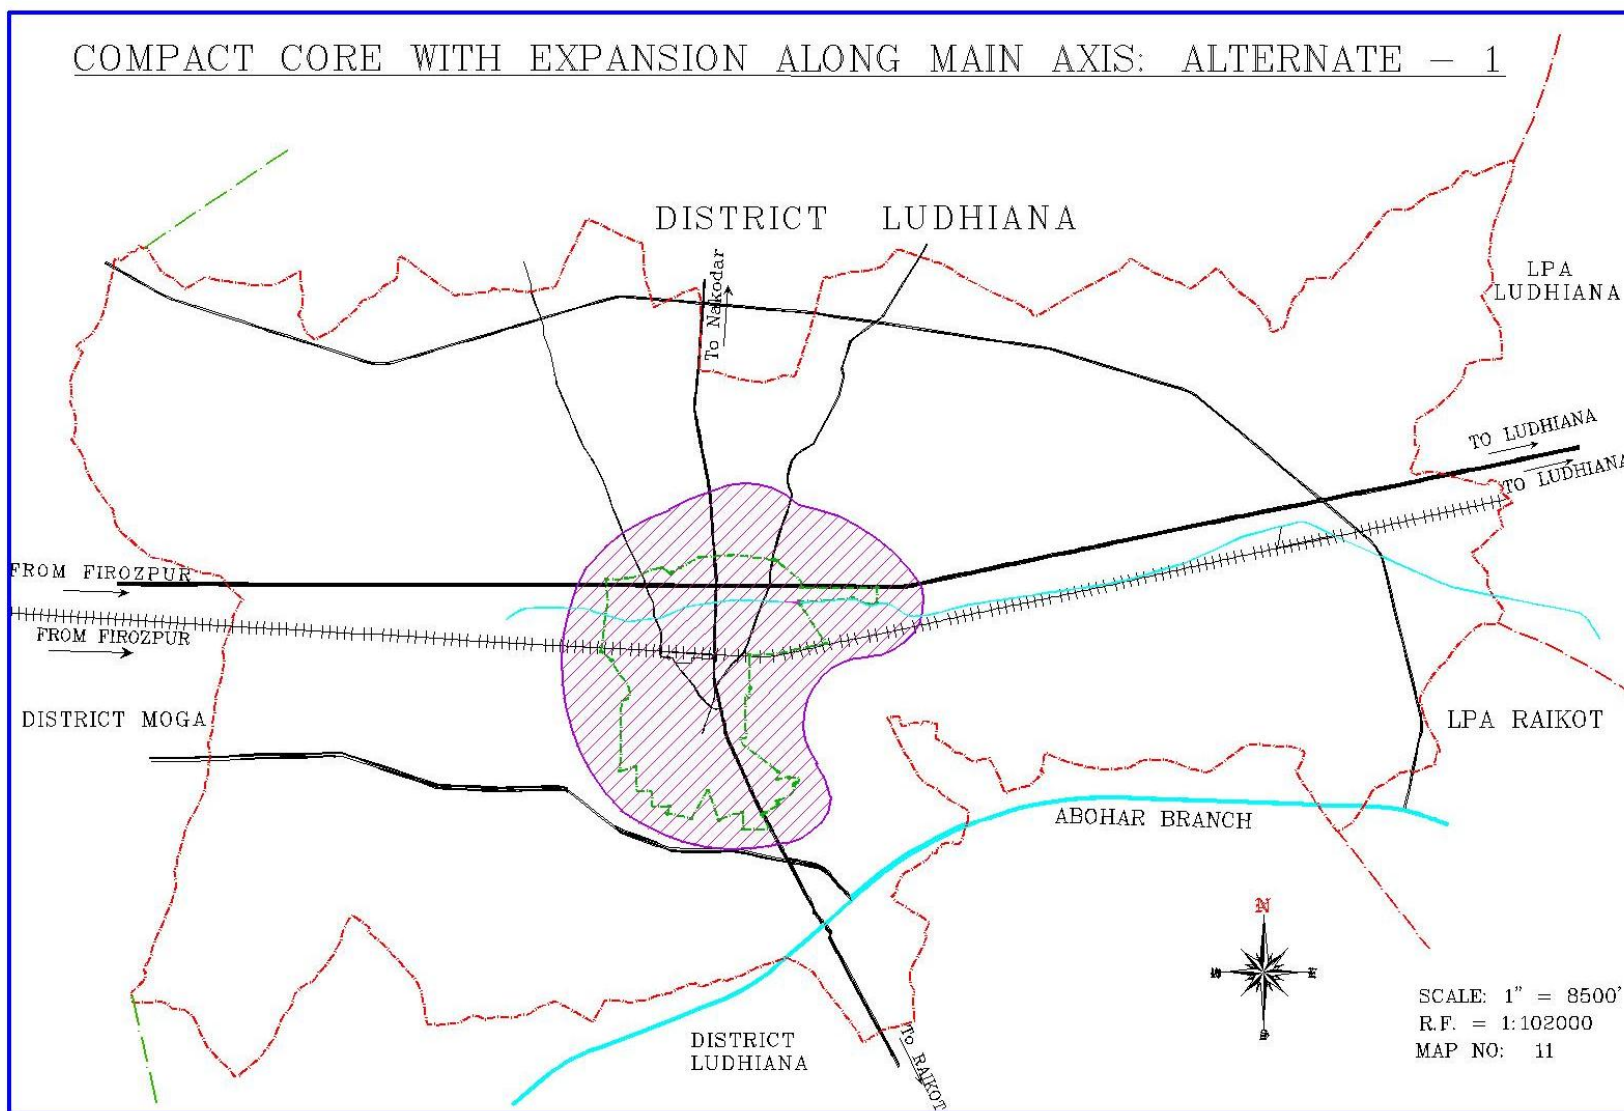 COMPACT CORE WITH EXPANSION ALONG MAIN AXIS: ALTERNATE – 1
DISTRICT LUDHIANA
To Nakodar
LPA
LUDHIANA
TO LUDHIANA
TO LUDHIANA
FROM FIROZPUR
FROM FIROZPUR
DISTRICT MOGA
LPA RAIKOT
ABOHAR BRANCH
N
E
S
DISTRICT
LUDHIANA
To RAIKOT
SCALE: 1" = 8500'
R.F. = 1:102000
MAP NO: 11